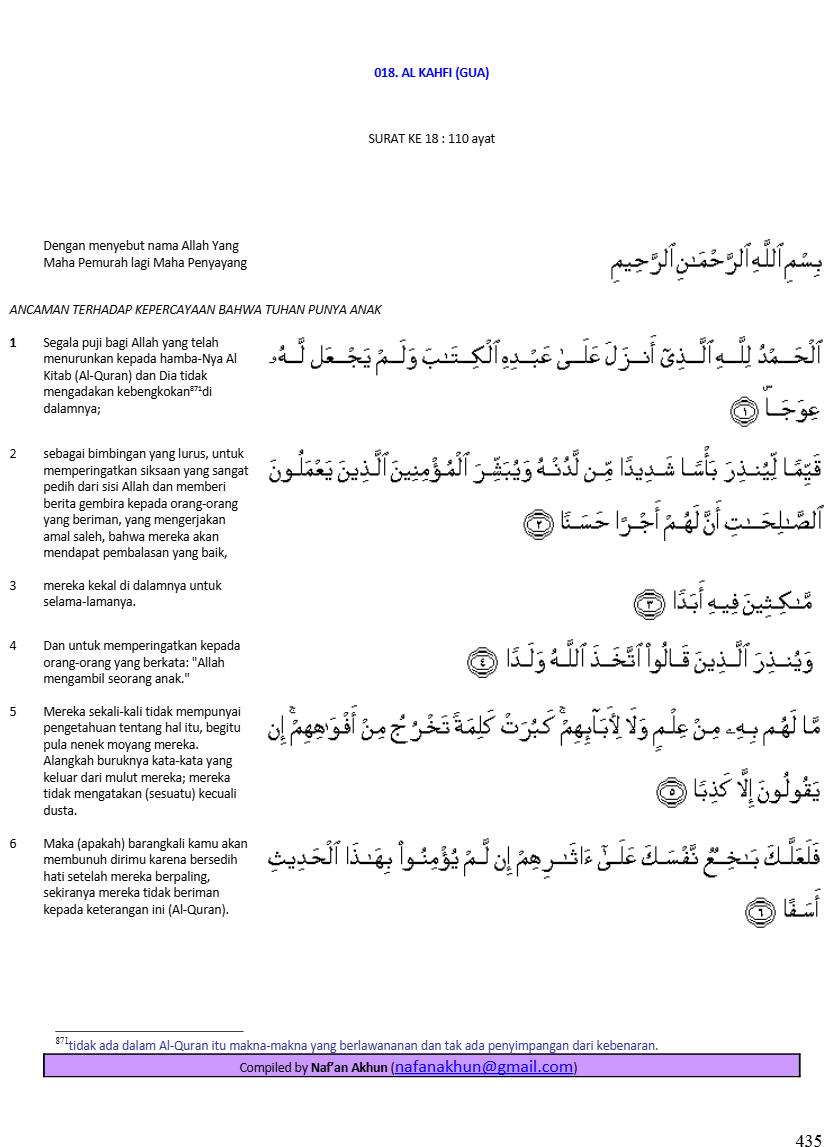 018. AL KAHFI (GUA)
SURAT KE 18 : 110 ayat
Dengan menyebut nama Allah Yang
Maha Pemurah lagi Maha Penyayang
بِسْمِ ٱللَّهِ ٱلرَّحْمَـٰنِ ٱلرَّحِيمِ
ANCAMAN TERHADAP KEPERCAYAAN BAHWA TUHAN PUNYA ANAK
1 Segala puji bagi Allah yang telah
menurunkan kepada hamba-Nya Al
Kitab (Al-Quran) dan Dia tidak
mengadakan kebengkokan871di
dalamnya;
ٱلْحَمْدُ لِلَّهِ ٱلَّذِىٓ أَنزَلَ عَلَىٰ عَبْدِهِ ٱلْكِتَـٰبَ وَلَمْ يَجْعَل لَّهُۥ
عِوَجَاۜ ١
2 sebagai bimbingan yang lurus, untuk
memperingatkan siksaan yang sangat
pedih dari sisi Allah dan memberi
berita gembira kepada orang-orang
yang beriman, yang mengerjakan
amal saleh, bahwa mereka akan
mendapat pembalasan yang baik,
قَيِّمًا لِّيُنذِرَ بَأْسًا شَدِيدًا مِّن لَّدُنْهُ وَيُبَشِّرَ ٱلْمُؤْمِنِينَ ٱلَّذِينَ يَعْمَلُونَ
ٱلصَّـٰلِحَـٰتِ أَنَّ لَهُمْ أَجْرًا حَسَنًا ٢
3 mereka kekal di dalamnya untuk
selama-lamanya.
مَّـٰكِثِينَ فِيهِ أَبَدًا ٣
4 Dan untuk memperingatkan kepada
orang-orang yang berkata: "Allah
mengambil seorang anak."
وَيُنذِرَ ٱلَّذِينَ قَالُوا۟ ٱتَّخَذَ ٱللَّهُ وَلَدًا ٤
5 Mereka sekali-kali tidak mempunyai
pengetahuan tentang hal itu, begitu
pula nenek moyang mereka.
Alangkah buruknya kata-kata yang
keluar dari mulut mereka; mereka
tidak mengatakan (sesuatu) kecuali
dusta.
مَّا لَهُم بِهِۦ مِنْ عِلْمٍ وَلَا لِأَبَآئِهِمْ ۚ كَبُرَتْ كَلِمَةً تَخْرُجُ مِنْ أَفْوَٰهِهِمْ ۚ إِن
يَقُولُونَ إِلَّا كَذِبًا ٥
6 Maka (apakah) barangkali kamu akan
membunuh dirimu karena bersedih
hati setelah mereka berpaling,
sekiranya mereka tidak beriman
kepada keterangan ini (Al-Quran).
فَلَعَلَّكَ بَـٰخِعٌ نَّفْسَكَ عَلَىٰٓ ءَاثَـٰرِهِمْ إِن لَّمْ يُؤْمِنُوا۟ بِهَـٰذَا ٱلْحَدِيثِ
أَسَفًا ٦
871tidak ada dalam Al-Quran itu makna-makna yang berlawananan dan tak ada penyimpangan dari kebenaran.
Compiled by Naf’an Akhun (nafanakhun@gmail.com)
435